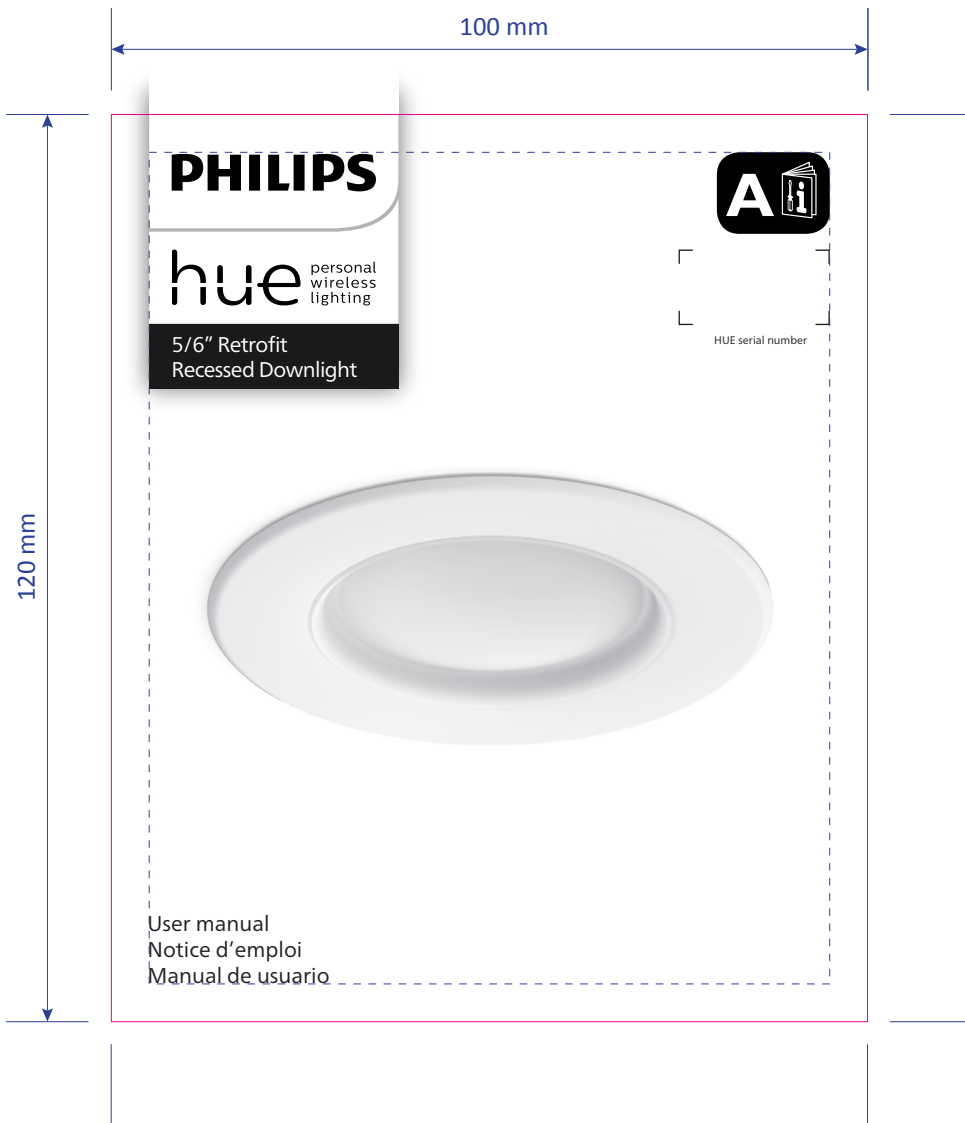 100 mm
120 mm
PHILIPS
hue
personal
wireless
lighting
5/6” Retrofit
Recessed Downlight
A i
HUE serial number
User manual
Notice d’emploi
Manual de usuario